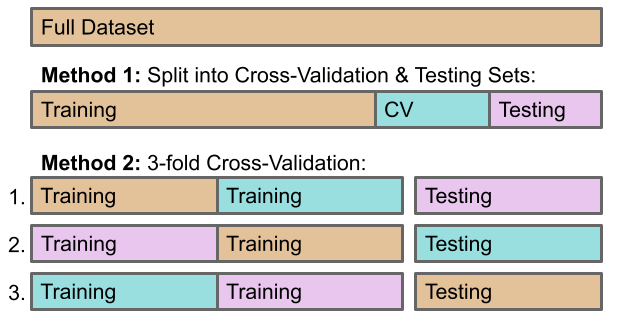 Full Dataset
Method 1: Split into Cross-Validation & Testing Sets:
Training CV Testing
Method 2: 3-fold Cross-Validation:
1. Training Training Testing
2. Training Training Testing
3. Training Training Testing